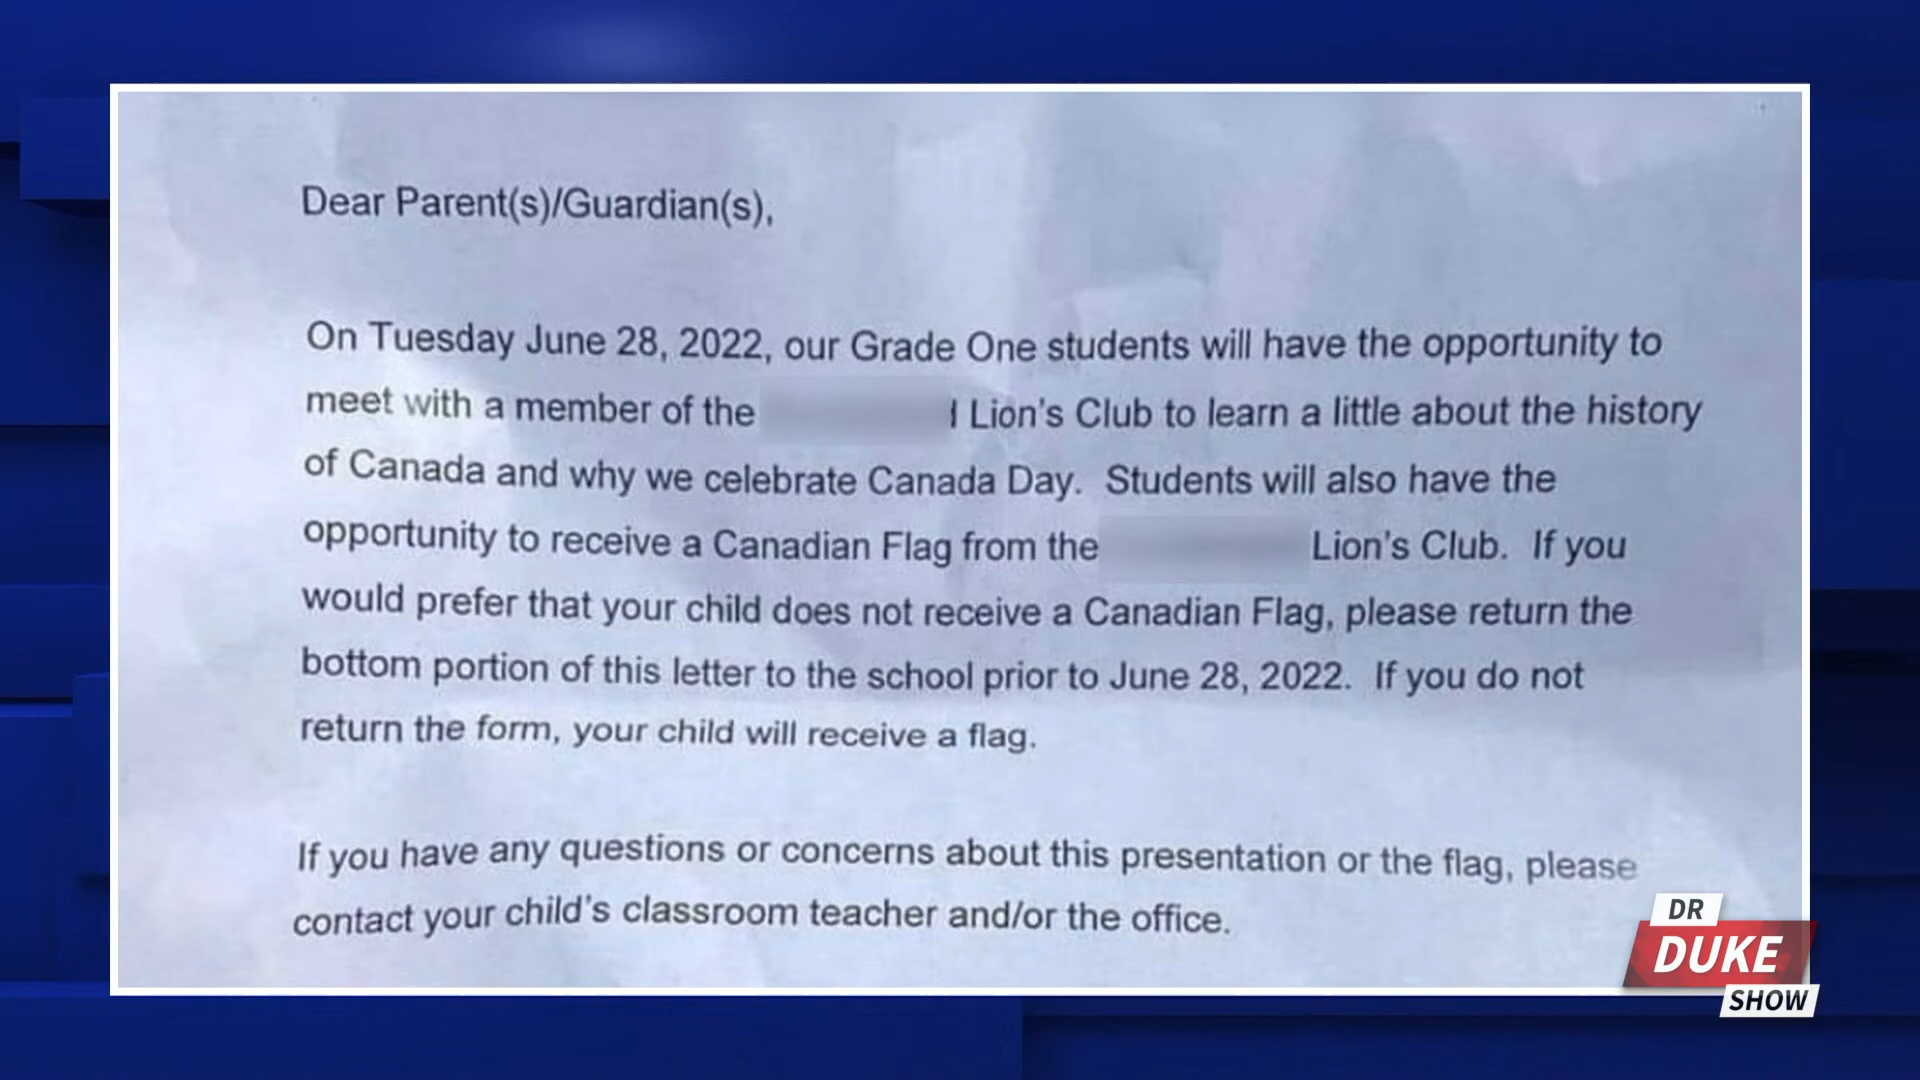 Dear Parent(s)/Guardian(s),
On Tuesday June 28, 2022, our Grade One students will have the opportunity to
meet with a member of the Lion's Club to learn a little about the history
of Canada and why we celebrate Canada Day. Students will also have the
opportunity to receive a Canadian Flag from the Lion's Club. If you
would prefer that your child does not receive a Canadian Flag, please return the
bottom portion of this letter to the school prior to June 28, 2022. If you do not
return the form, your child will receive a flag.
If you have any questions or concerns about this presentation or the flag, please
contact your child's classroom teacher and/or the office.
DR
DUKE
SHOW